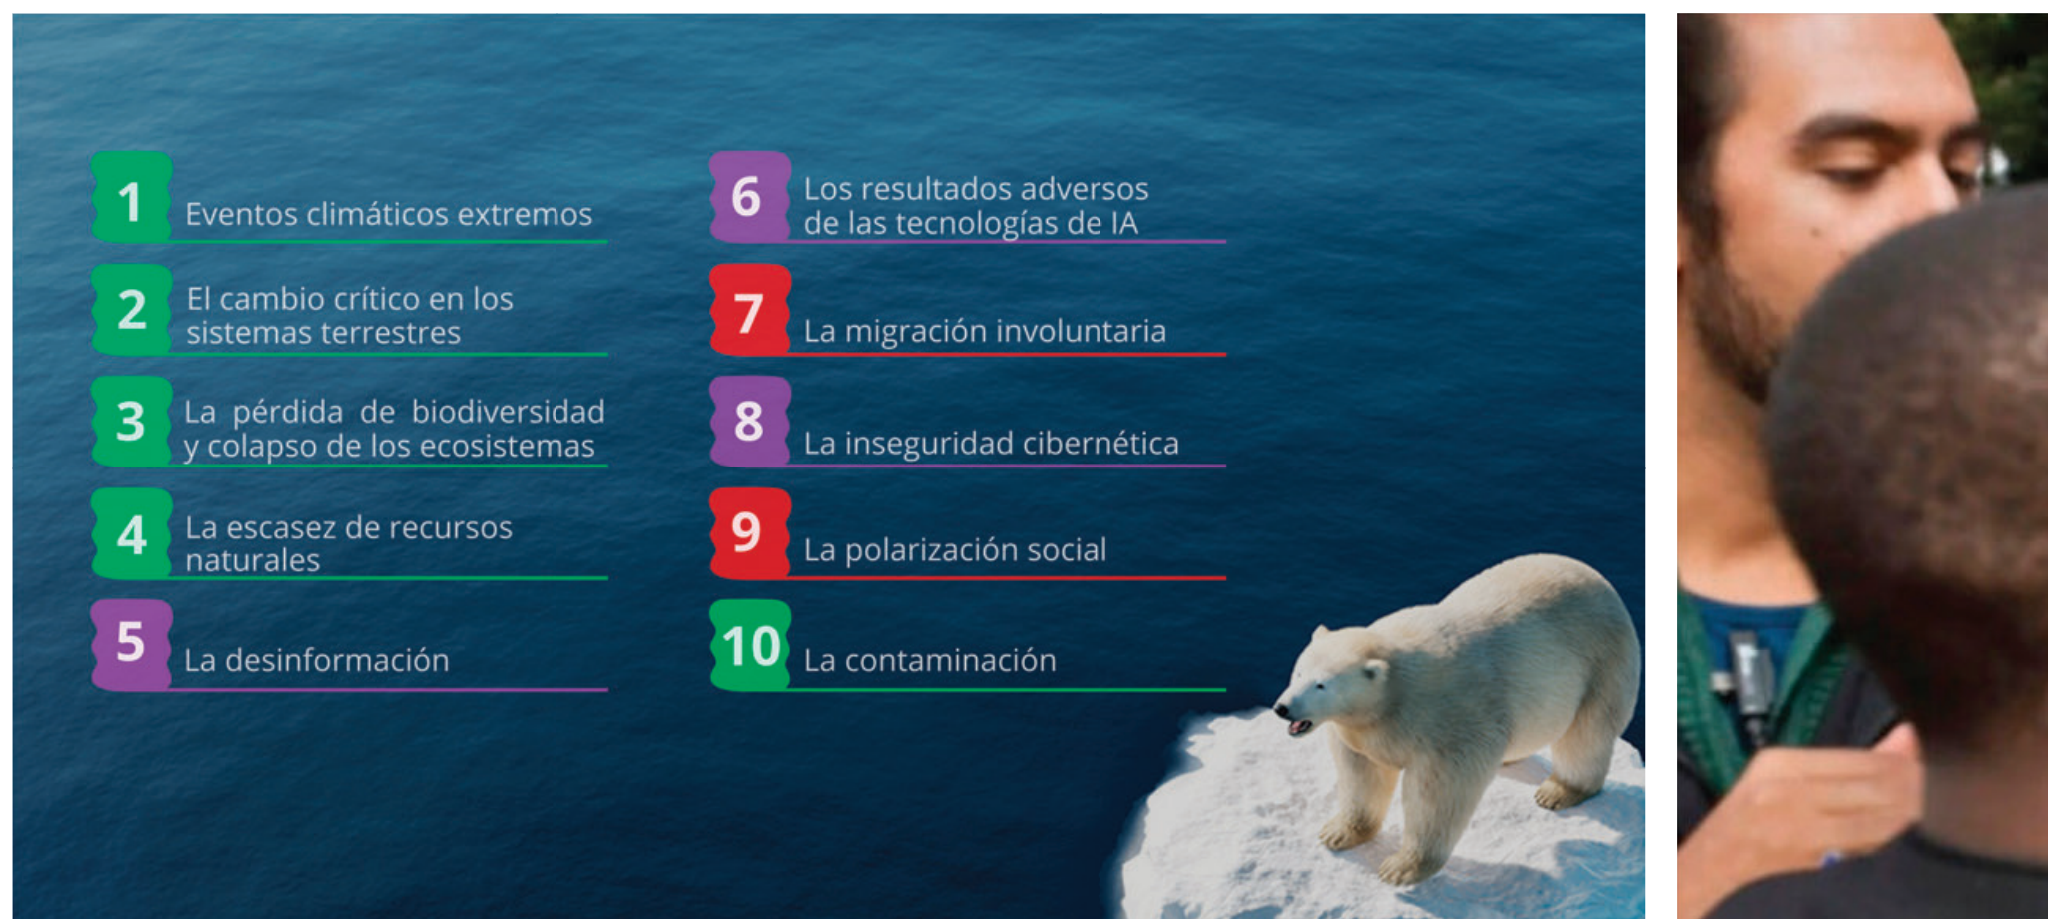 1
Eventos climáticos extremos
2
El cambio crítico en los
sistemas terrestres
3
La pérdida de biodiversidad
y colapso de los ecosistemas
4
La escasez de recursos
naturales
5
La desinformación
6
Los resultados adversos
de las tecnologías de IA
7
La migración involuntaria
8
La inseguridad cibernética
9
La polarización social
10
La contaminación